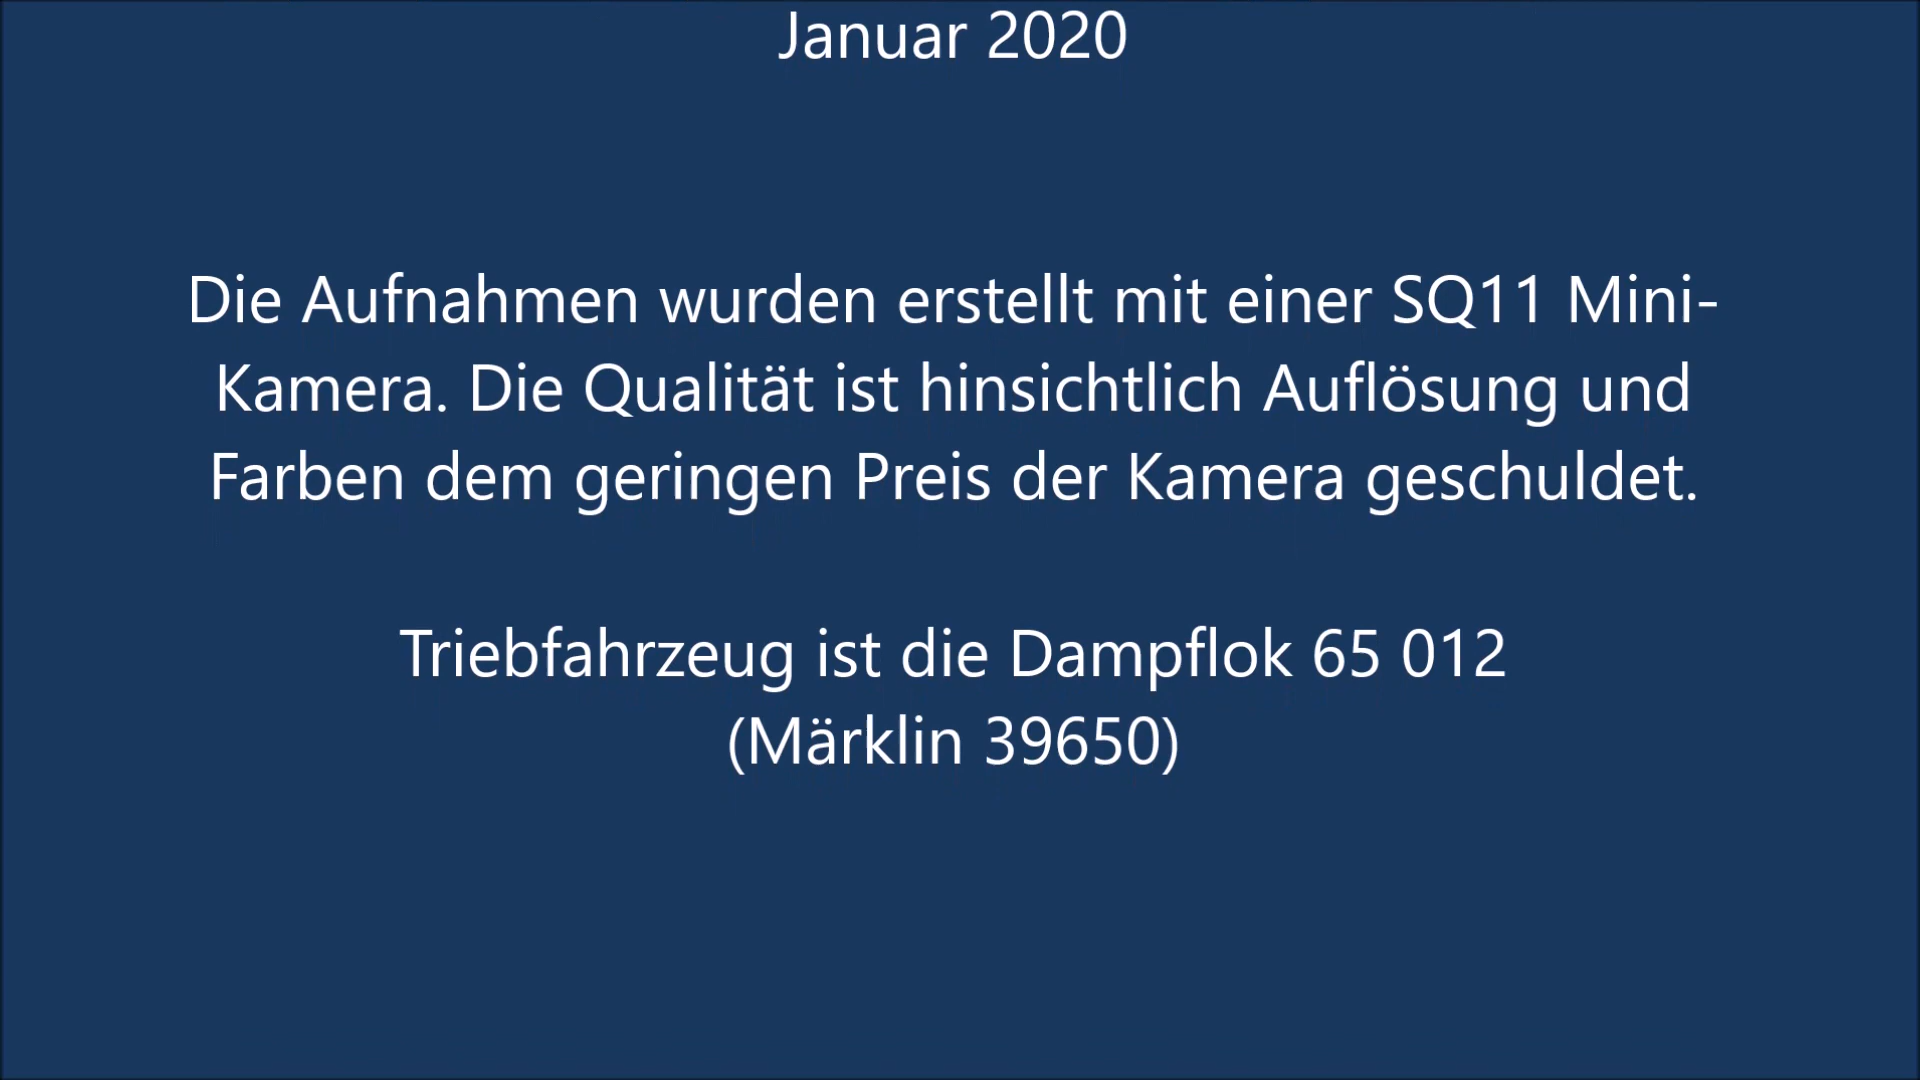 Januar 2020
Die Aufnahmen wurden erstellt mit einer SQ11 Mini-
Kamera. Die Qualität ist hinsichtlich Auflösung und
Farben dem geringen Preis der Kamera geschuldet.
Triebfahrzeug ist die Dampflok 65 012
(Märklin 39650)